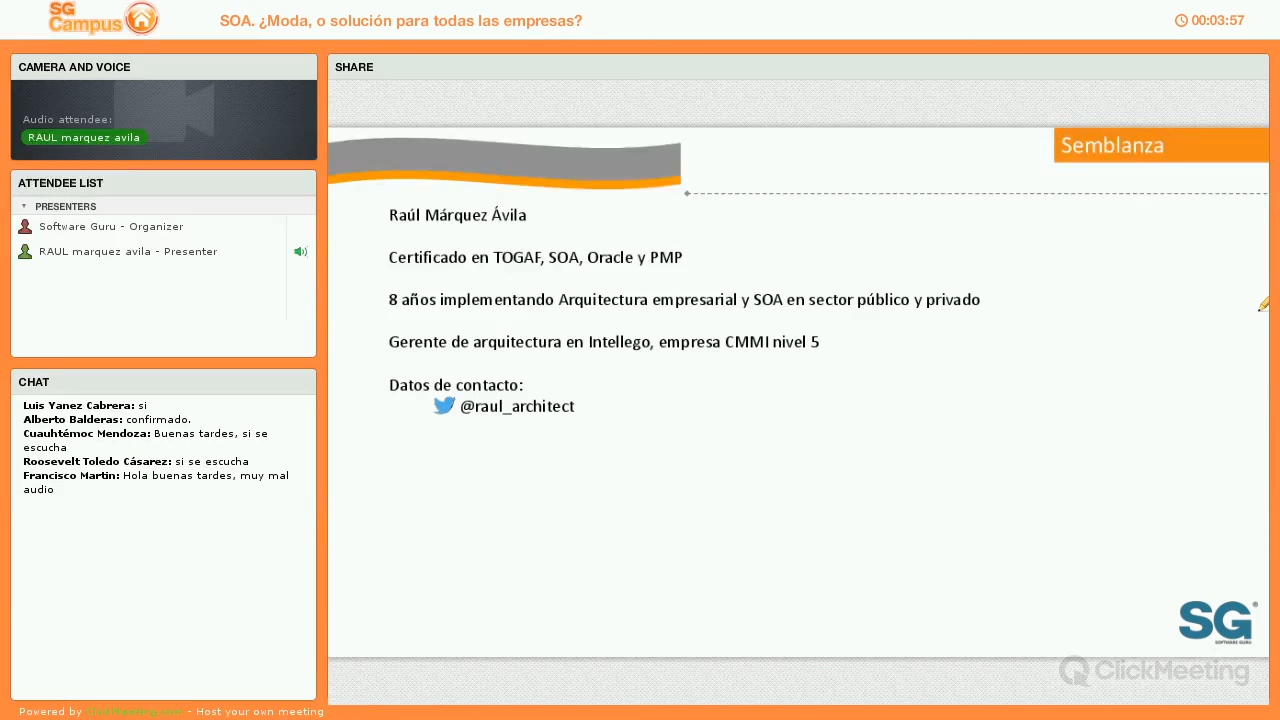 SG
Campus
SOA. ¿Moda, o solución para todas las empresas?
00:03:57
CAMERA AND VOICE
Audio attendee:
RAUL marquez avila
ATTENDEE LIST
PRESENTERS
Software Guru - Organizer
RAUL marquez avila - Presenter
CHAT
Luis Yanez Cabrera: si
Alberto Balderas: confirmado.
Cuauhtémoc Mendoza: Buenas tardes, si se
escucha
Roosevelt Toledo Cásarez: si se escucha
Francisco Martin: Hola buenas tardes, muy mal
audio
SHARE
Semblanza
Raúl Márquez Ávila
Certificado en TOGAF, SOA, Oracle y PMP
8 años implementando Arquitectura empresarial y SOA en sector público y privado
Gerente de arquitectura en Intellego, empresa CMMI nivel 5
Datos de contacto:
@raul_architect
SG
SOFTWARE GURU
ClickMeeting
Powered by ClickMeeting.com - Host your own meeting